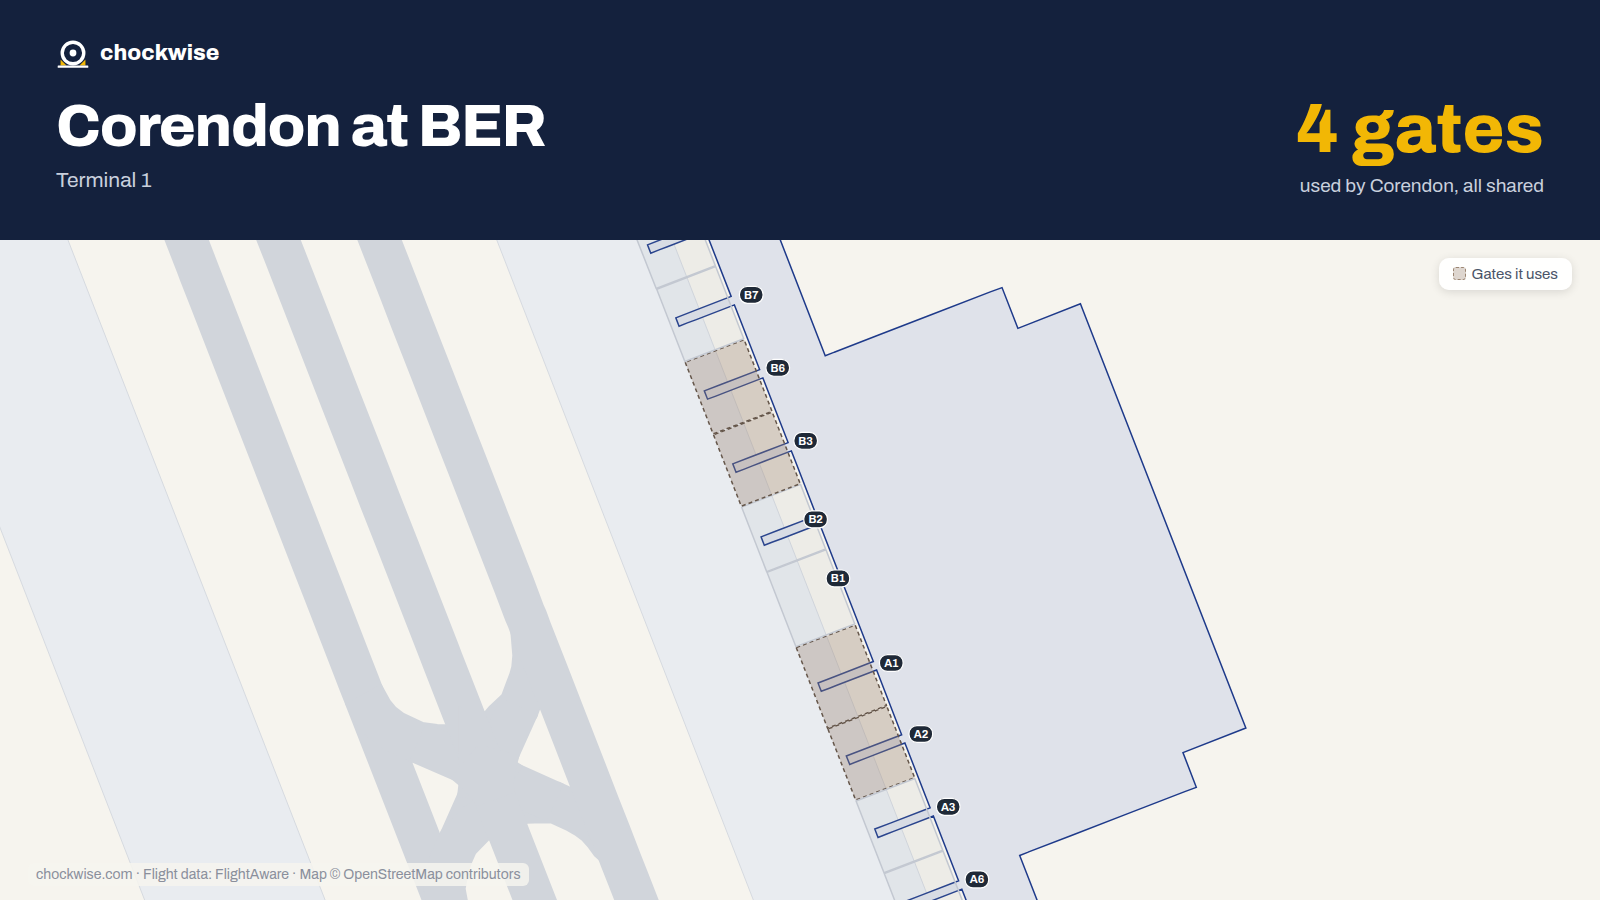 chockwise
Corendon at BER
Terminal 1
4 gates
used by Corendon, all shared
Gates it uses
B7
B6
B3
B2
B1
A1
A2
A3
A6
chockwise.com · Flight data: FlightAware · Map © OpenStreetMap contributors